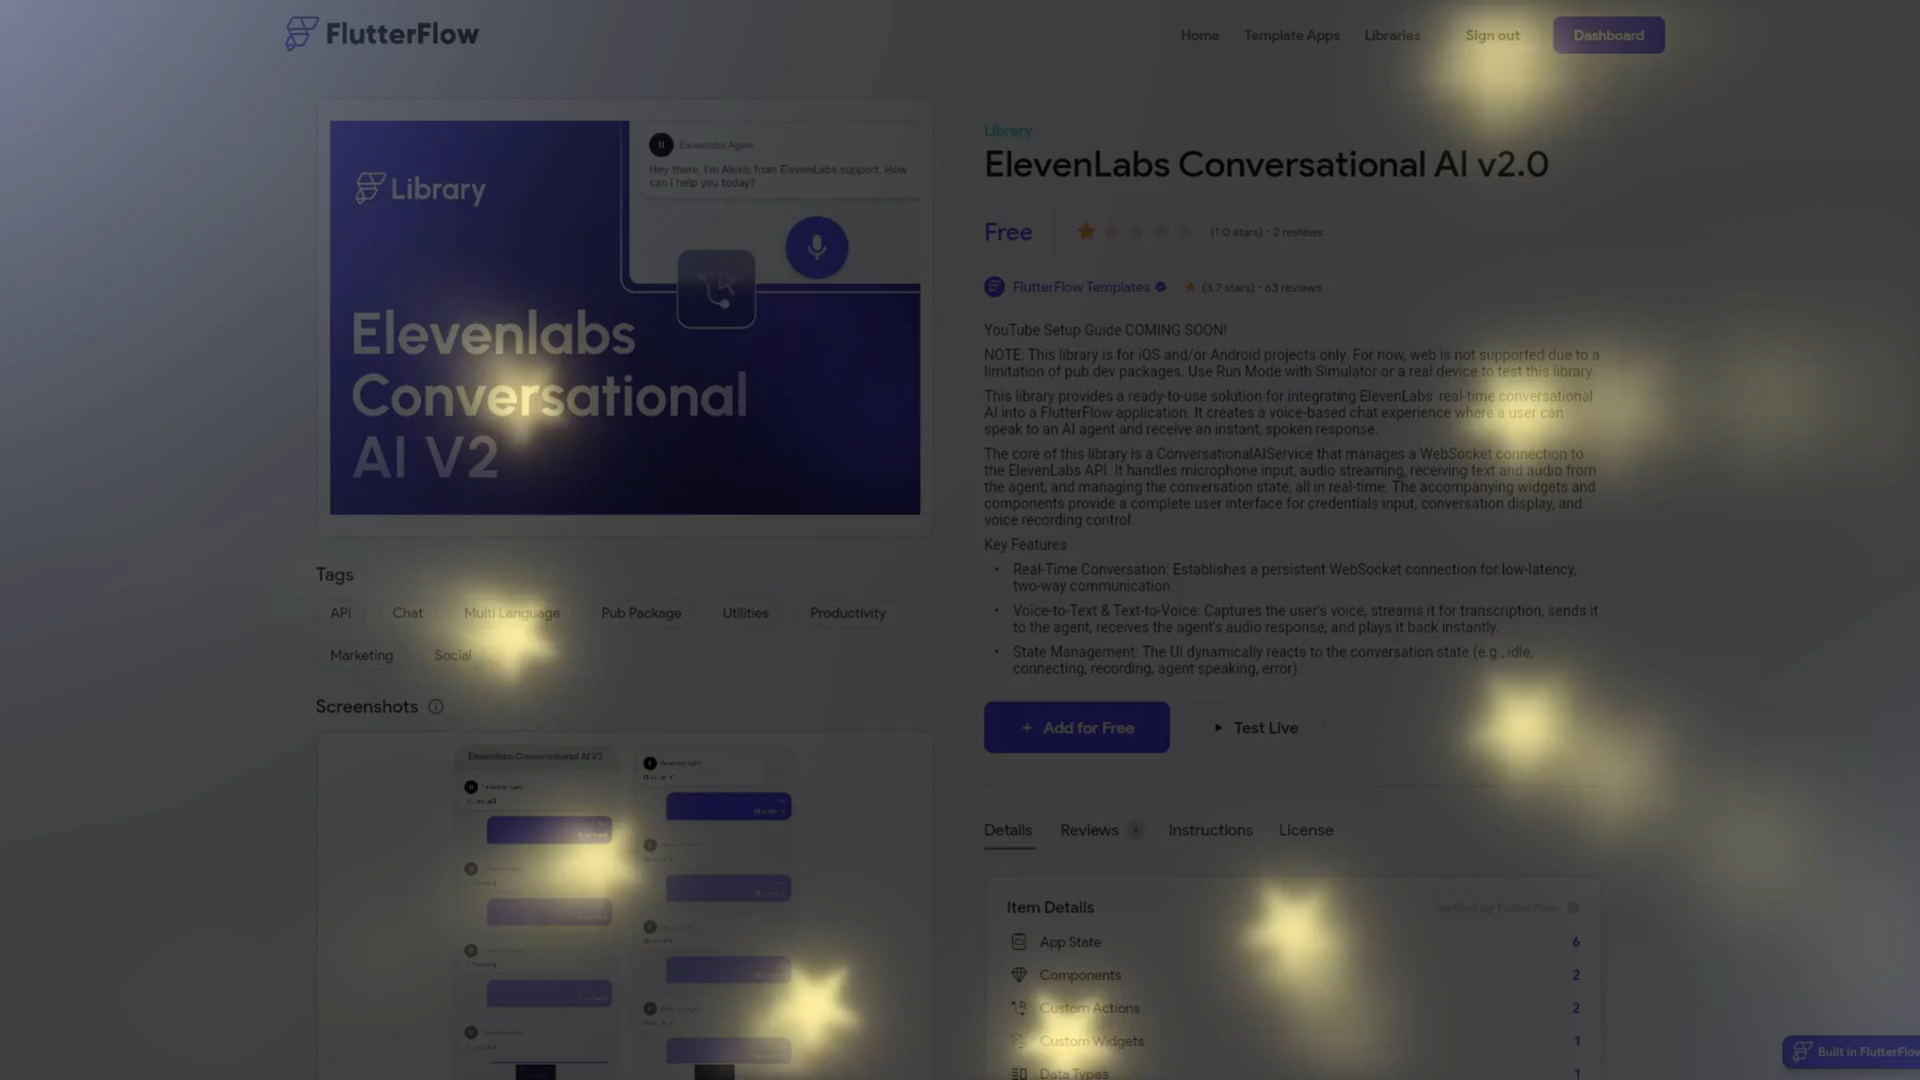 FlutterFlow
Home
Template Apps
Libraries
Sign out
Dashboard
Library
Elevenlabs
Conversational
AI V2
Elevenlabs Agent
Hey there, I'm Alexis from ElevenLabs support. How
can I help you today?
Tags
API
Chat
Multi Language
Pub Package
Utilities
Productivity
Marketing
Social
Screenshots
Elevenlabs Conversational AI V2
Library
ElevenLabs Conversational AI v2.0
Free
(1.0 stars) • 2 reviews
FlutterFlow Templates
(3.7 stars) • 63 reviews
YouTube Setup Guide COMING SOON!
NOTE: This library is for iOS and/or Android projects only. For now, web is not supported due to a
limitation of pub.dev packages. Use Run Mode with Simulator or a real device to test this library.
This library provides a ready-to-use solution for integrating ElevenLabs' real-time conversational
AI into a FlutterFlow application. It creates a voice-based chat experience where a user can
speak to an AI agent and receive an instant, spoken response.
The core of this library is a ConversationalAIService that manages a WebSocket connection to
the ElevenLabs API. It handles microphone input, audio streaming, receiving text and audio from
the agent, and managing the conversation state, all in real-time. The accompanying widgets and
components provide a complete user interface for credentials input, conversation display, and
voice recording control.
Key Features
• Real-Time Conversation: Establishes a persistent WebSocket connection for low-latency,
two-way communication.
• Voice-to-Text & Text-to-Voice: Captures the user's voice, streams it for transcription, sends it
to the agent, receives the agent's audio response, and plays it back instantly.
• State Management: The UI dynamically reacts to the conversation state (e.g., idle,
connecting, recording, agent speaking, error).
+ Add for Free
Test Live
Details
Reviews 2
Instructions
License
Item Details
Verified by FlutterFlow
App State 6
Components 2
Custom Actions 2
Custom Widgets 1
Data Types 1
Built in FlutterFlow